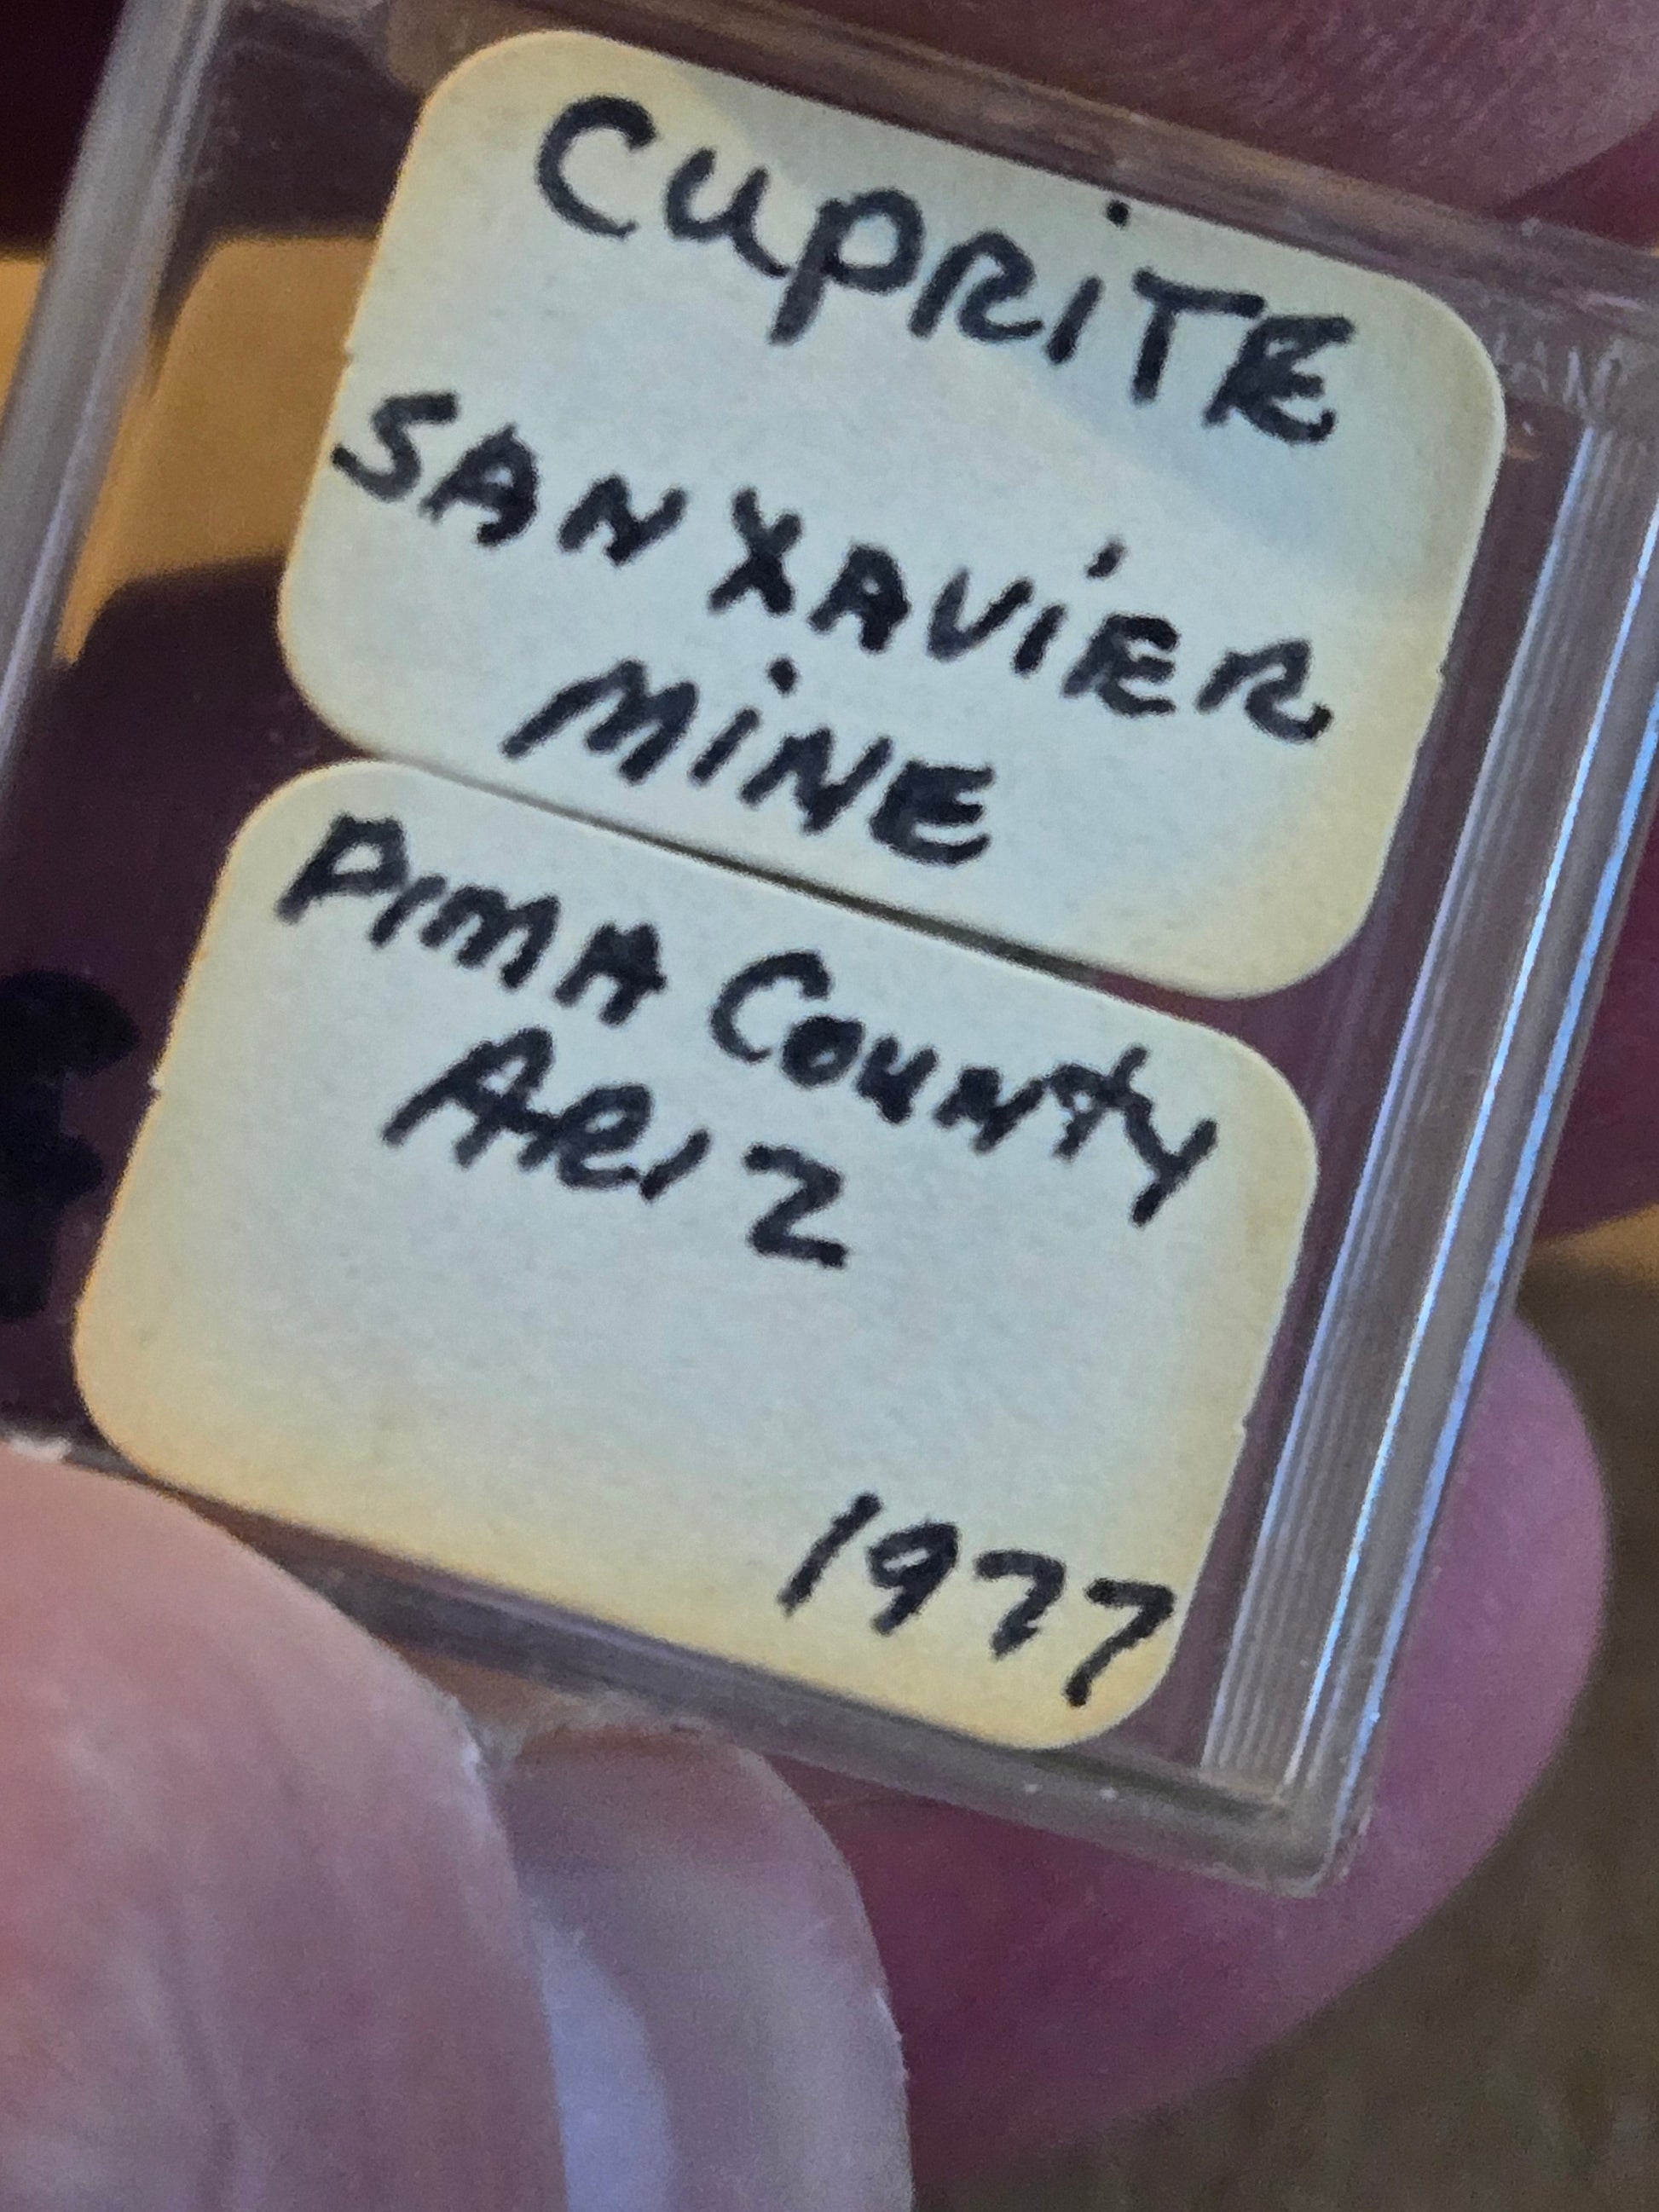 CUPRiTE
SAN XAViER
MiNE
PIMA COUNTY
ARIZ
1977